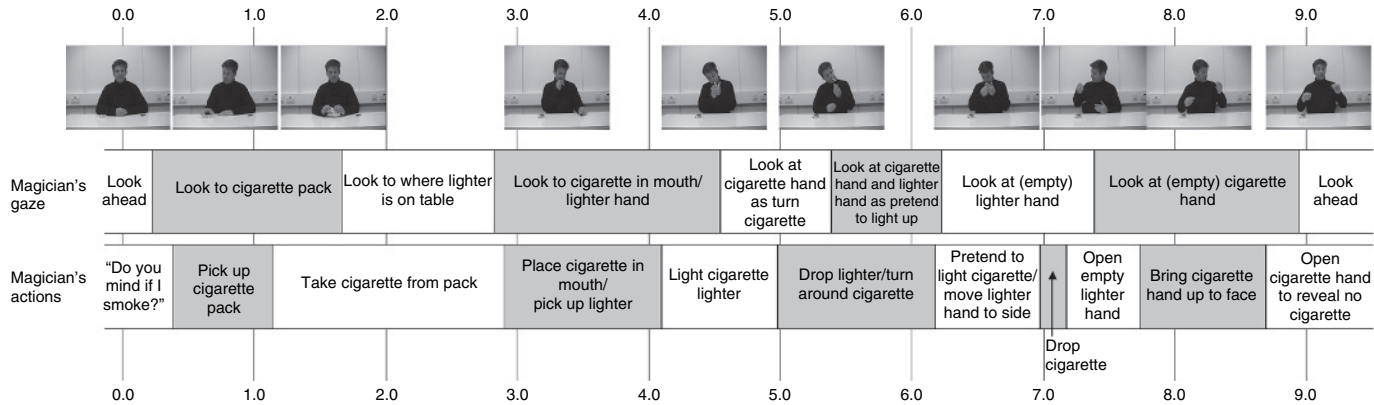 0.0 1.0 2.0 3.0 4.0 5.0 6.0 7.0 8.0 9.0
Magician's
gaze
Look
ahead
Look to cigarette pack
Look to where lighter
is on table
Look to cigarette in mouth/
lighter hand
Look at
cigarette hand
as turn
cigarette
Look at cigarette
hand and lighter
hand as pretend
to light up
Look at (empty)
lighter hand
Look at (empty) cigarette
hand
Look
ahead
Magician's
actions
"Do you
mind if I
smoke?"
Pick up
cigarette
pack
Take cigarette from pack
Place cigarette in
mouth/
pick up lighter
Light cigarette
lighter
Drop lighter/turn
around cigarette
Pretend to
light cigarette/
move lighter
hand to side
Drop
cigarette
Open
empty
lighter
hand
Bring cigarette
hand up to face
Open
cigarette hand
to reveal no
cigarette
0.0 1.0 2.0 3.0 4.0 5.0 6.0 7.0 8.0 9.0